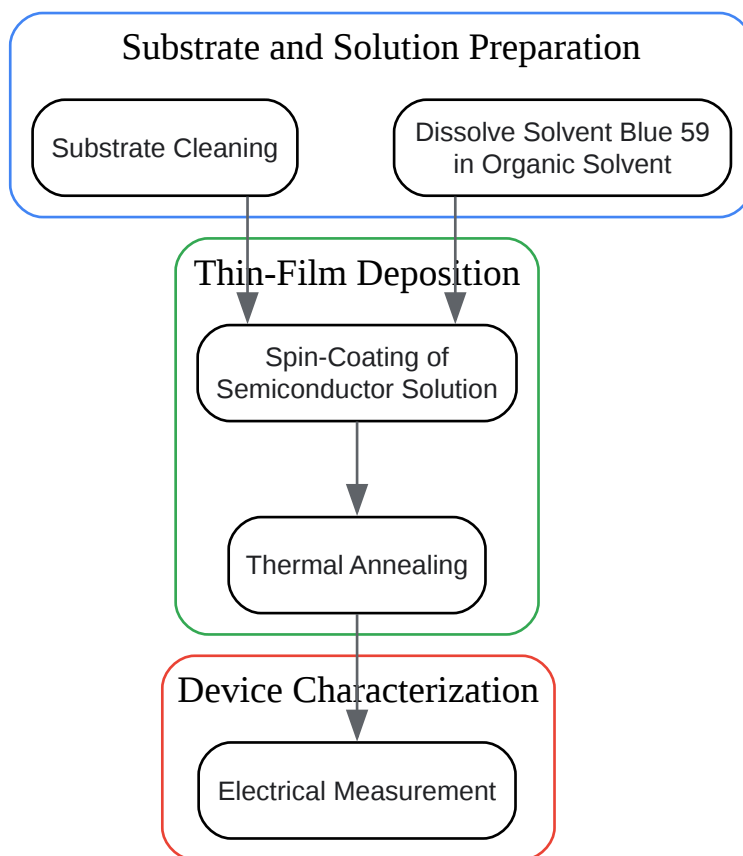 Substrate and Solution Preparation
Substrate Cleaning
Dissolve Solvent Blue 59
in Organic Solvent
Thin-Film Deposition
Spin-Coating of
Semiconductor Solution
Thermal Annealing
Device Characterization
Electrical Measurement